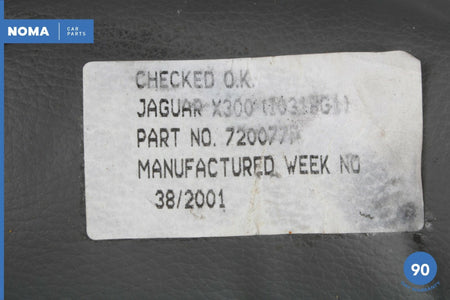 NOMA CAR PARTS
CHECKED O.K.
JAGUAR X300
PART NO. 720077
MANUFACTURED WEEK NO
38/2001
90